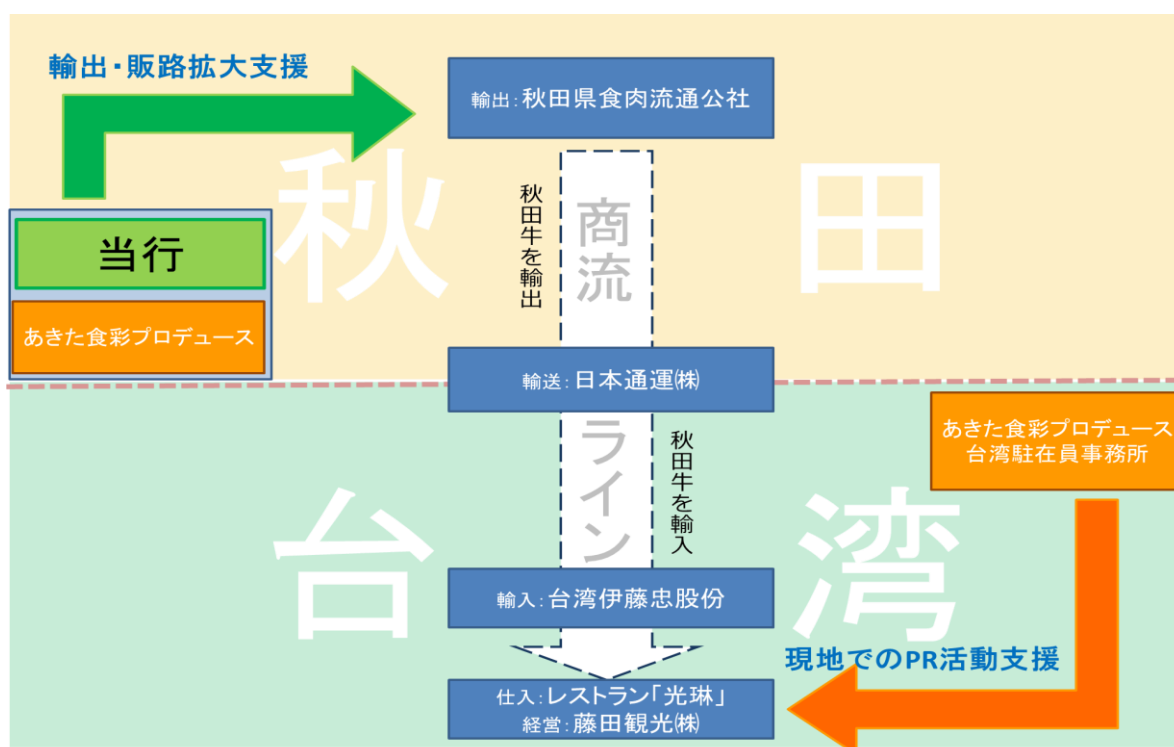 輸出・販路拡大支援
輸出：秋田県食肉流通公社
秋田
当行
あきた食彩プロデュース
秋田牛を輸出
商流ライン
輸送：日本通運㈱
秋田牛を輸入
あきた食彩プロデュース
台湾駐在員事務所
台湾
輸入：台湾伊藤忠股份
現地でのPR活動支援
仕入：レストラン「光琳」
経営：藤田観光㈱